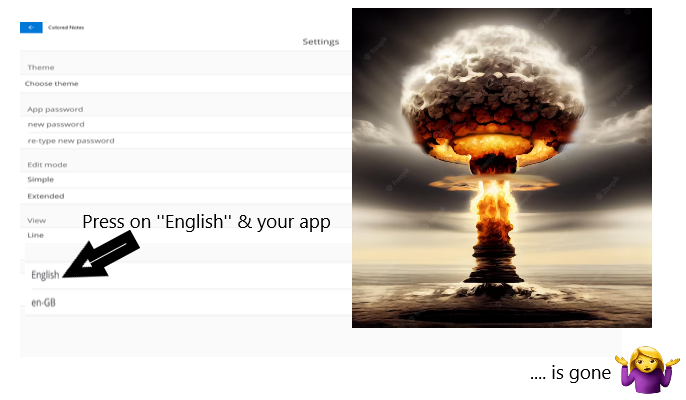 Colored Notes
Settings
Theme
Choose theme
App password
new password
re-type new password
Edit mode
Simple
Extended
View
Line
Press on "English" & your app
English
en-GB
.... is gone